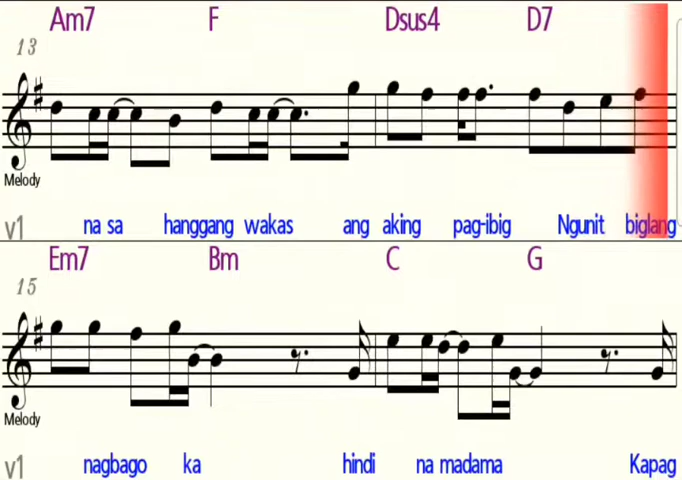 Am7 F Dsus4 D7
13
Melody
v1 na sa hanggang wakas ang aking pag-ibig Ngunit biglang
Em7 Bm C G
15
Melody
v1 nagbago ka hindi na madama Kapag